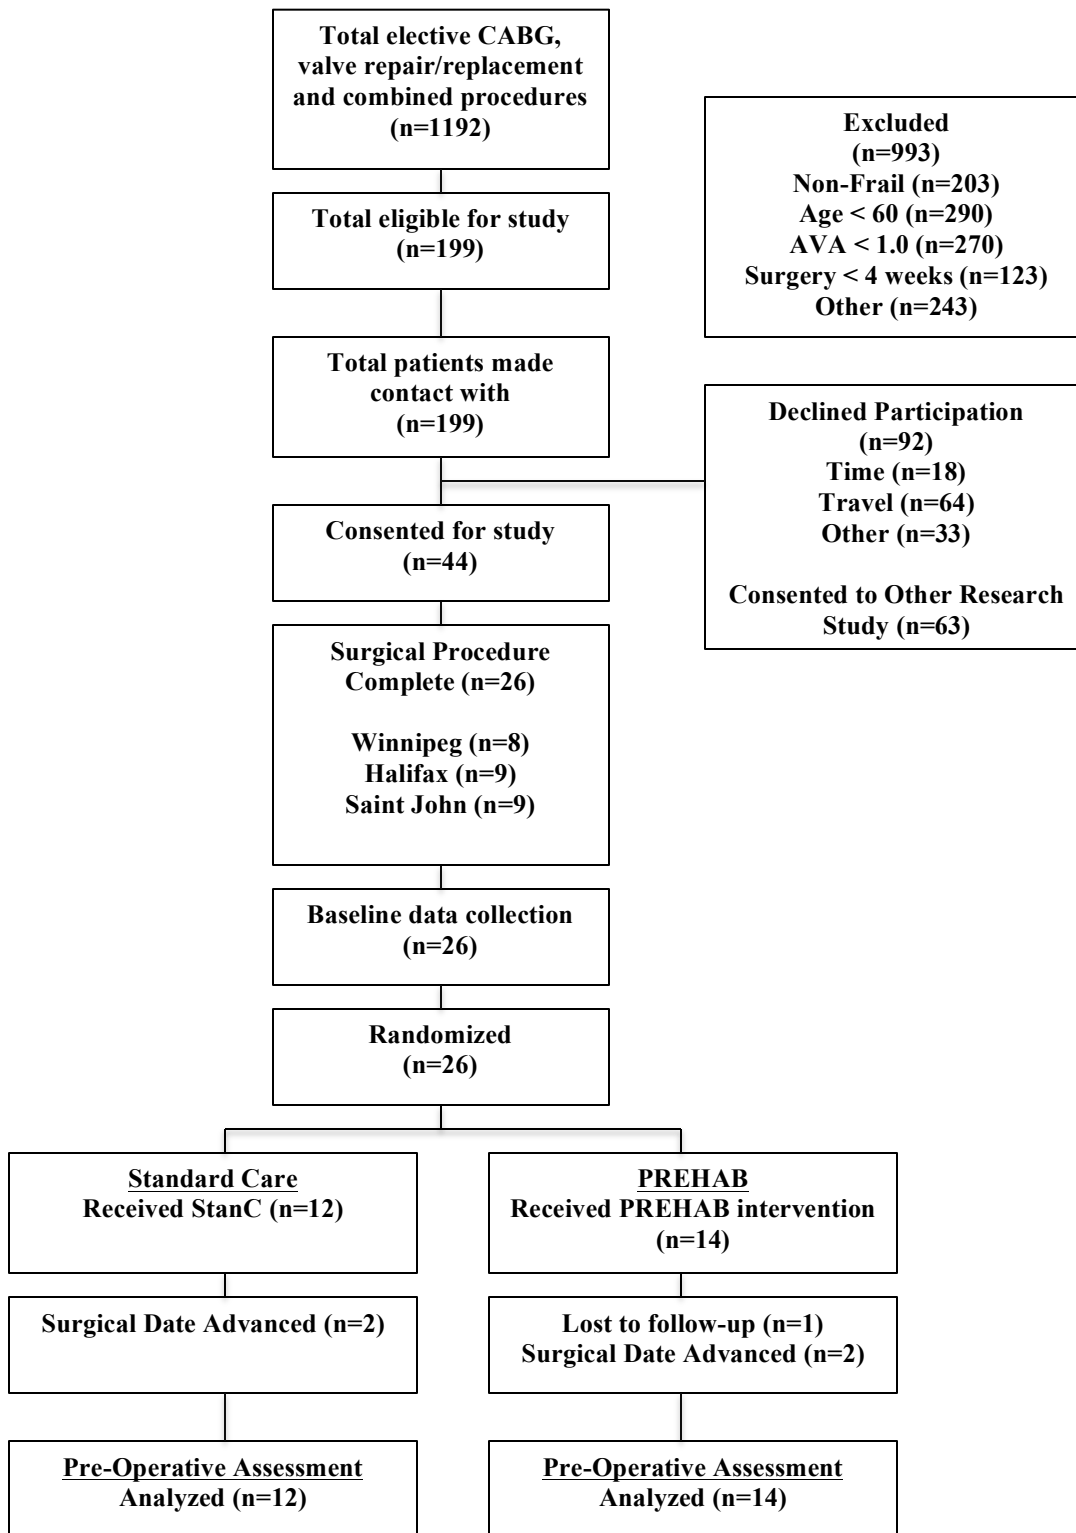 Total elective CABG,
valve repair/replacement
and combined procedures
(n=1192)
Excluded
(n=993)
Non-Frail (n=203)
Age < 60 (n=290)
AVA < 1.0 (n=270)
Surgery < 4 weeks (n=123)
Other (n=243)
Total eligible for study
(n=199)
Total patients made
contact with
(n=199)
Declined Participation
(n=92)
Time (n=18)
Travel (n=64)
Other (n=33)
Consented to Other Research
Study (n=63)
Consented for study
(n=44)
Surgical Procedure
Complete (n=26)
Winnipeg (n=8)
Halifax (n=9)
Saint John (n=9)
Baseline data collection
(n=26)
Randomized
(n=26)
Standard Care
Received StanC (n=12)
PREHAB
Received PREHAB intervention
(n=14)
Surgical Date Advanced (n=2)
Lost to follow-up (n=1)
Surgical Date Advanced (n=2)
Pre-Operative Assessment
Analyzed (n=12)
Pre-Operative Assessment
Analyzed (n=14)